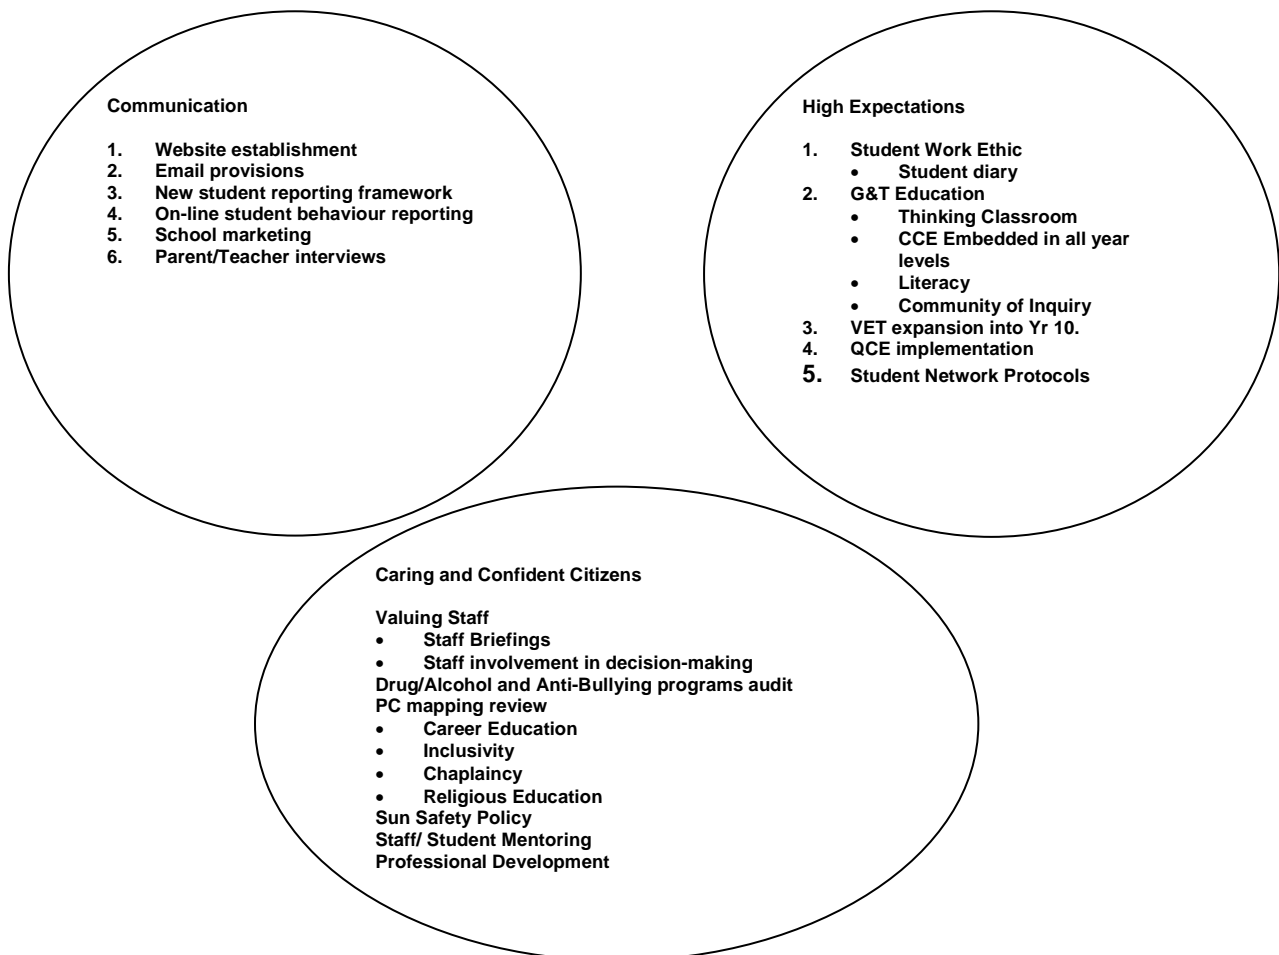 Communication
1. Website establishment
2. Email provisions
3. New student reporting framework
4. On-line student behaviour reporting
5. School marketing
6. Parent/Teacher interviews
High Expectations
1. Student Work Ethic
• Student diary
2. G&T Education
• Thinking Classroom
• CCE Embedded in all year
levels
• Literacy
• Community of Inquiry
3. VET expansion into Yr 10.
4. QCE implementation
5. Student Network Protocols
Caring and Confident Citizens
Valuing Staff
• Staff Briefings
• Staff involvement in decision-making
Drug/Alcohol and Anti-Bullying programs audit
PC mapping review
• Career Education
• Inclusivity
• Chaplaincy
• Religious Education
Sun Safety Policy
Staff/ Student Mentoring
Professional Development